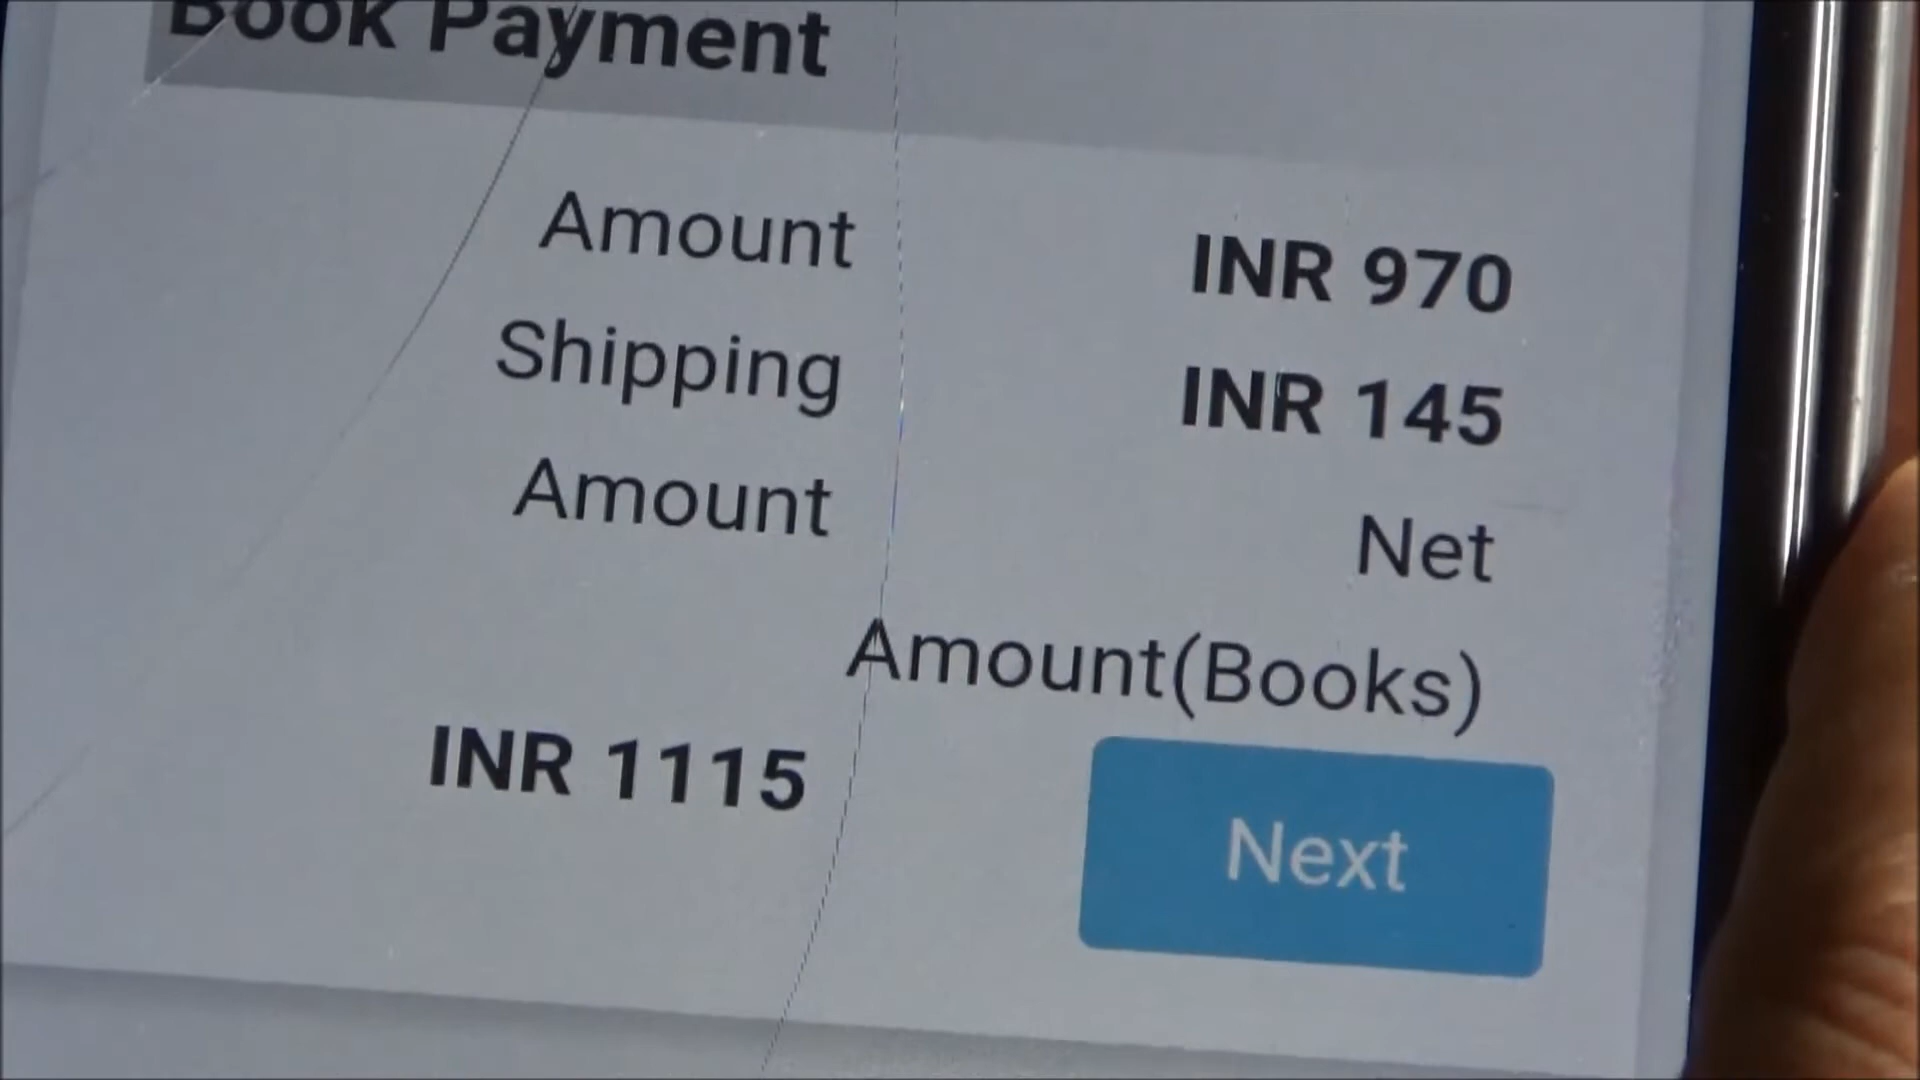 Book Payment
Amount INR 970
Shipping INR 145
Amount Net
Amount(Books)
INR 1115
Next